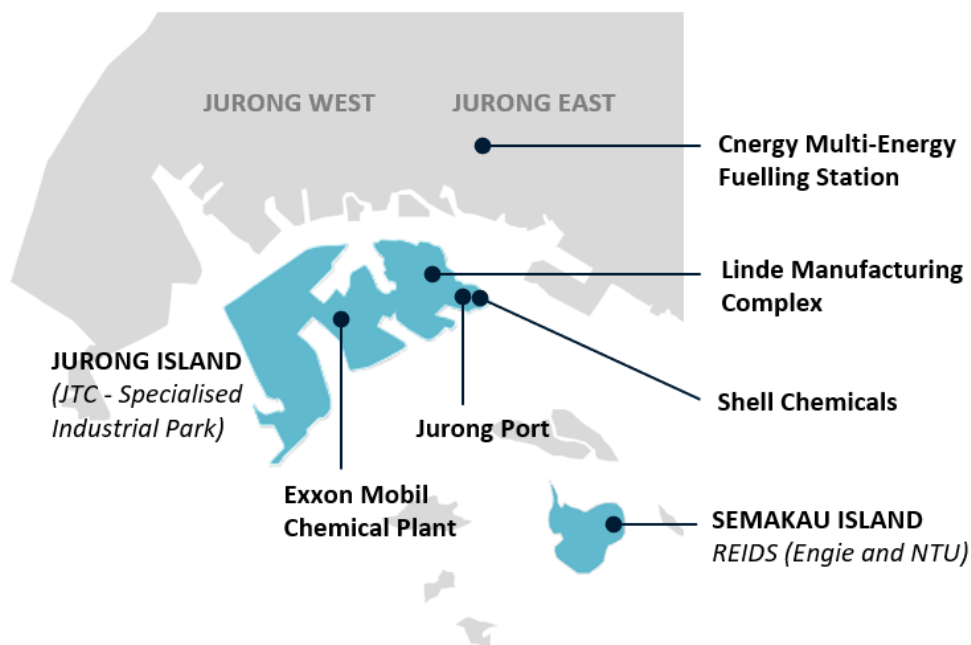 JURONG WEST
JURONG EAST
Cnergy Multi-Energy
Fuelling Station
Linde Manufacturing
Complex
JURONG ISLAND
(JTC - Specialised
Industrial Park)
Shell Chemicals
Jurong Port
Exxon Mobil
Chemical Plant
SEMAKAU ISLAND
REIDS (Engie and NTU)